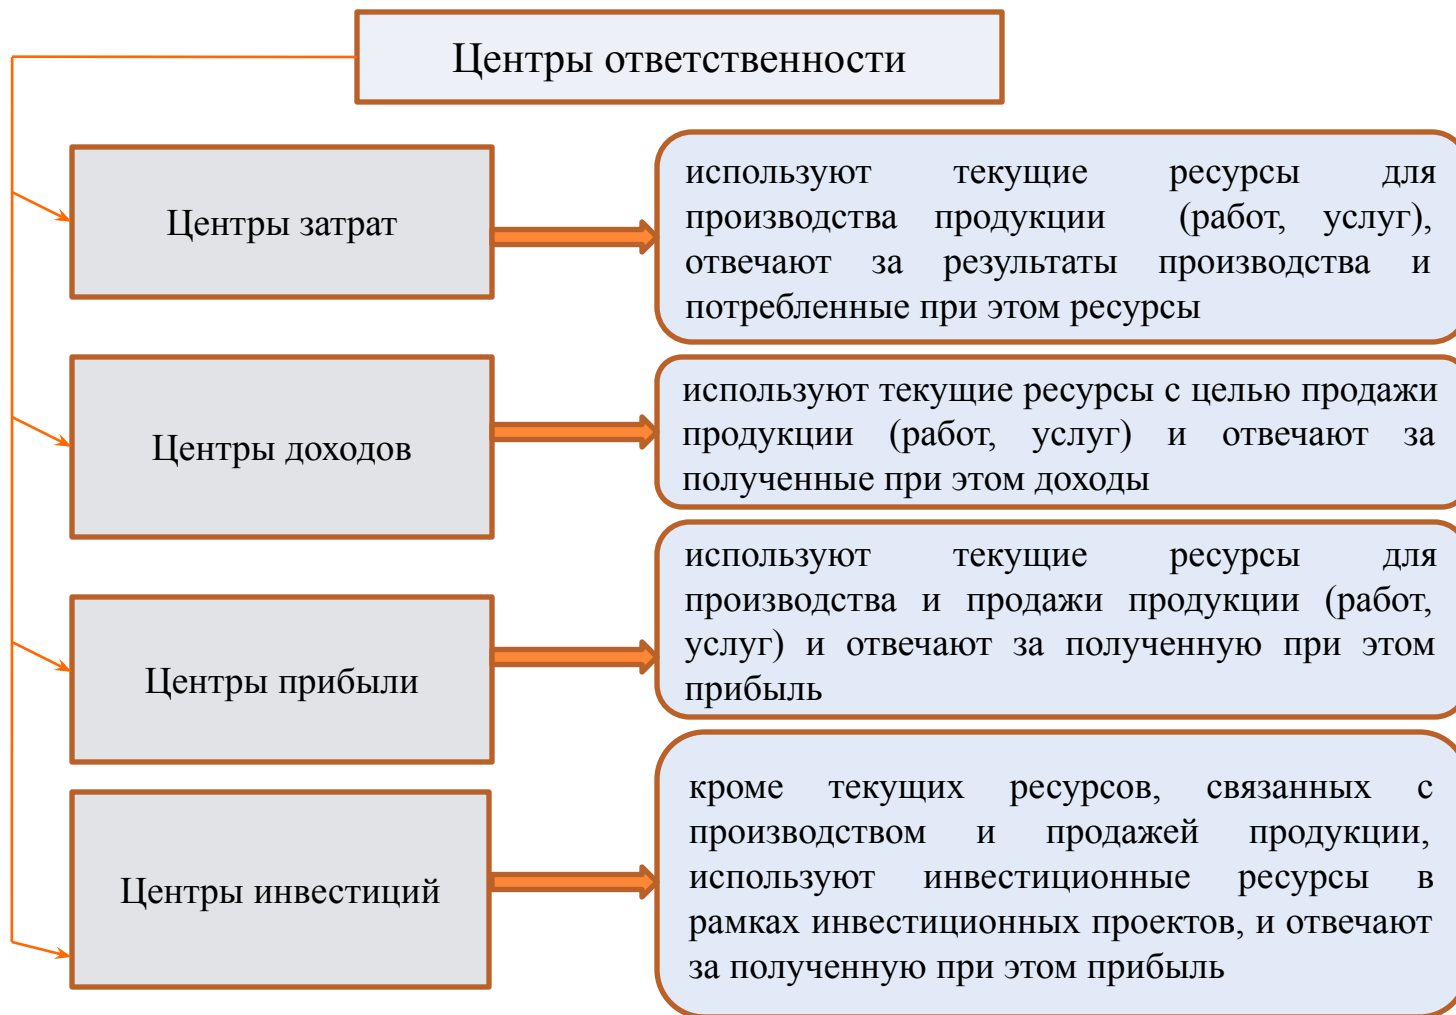 Центры ответственности
Центры затрат
используют текущие ресурсы для
производства продукции (работ, услуг),
отвечают за результаты производства и
потребленные при этом ресурсы
Центры доходов
используют текущие ресурсы с целью продажи
продукции (работ, услуг) и отвечают за
полученные при этом доходы
Центры прибыли
используют текущие ресурсы для
производства и продажи продукции (работ,
услуг) и отвечают за полученную при этом
прибыль
Центры инвестиций
кроме текущих ресурсов, связанных с
производством и продажей продукции,
используют инвестиционные ресурсы в
рамках инвестиционных проектов, и отвечают
за полученную при этом прибыль